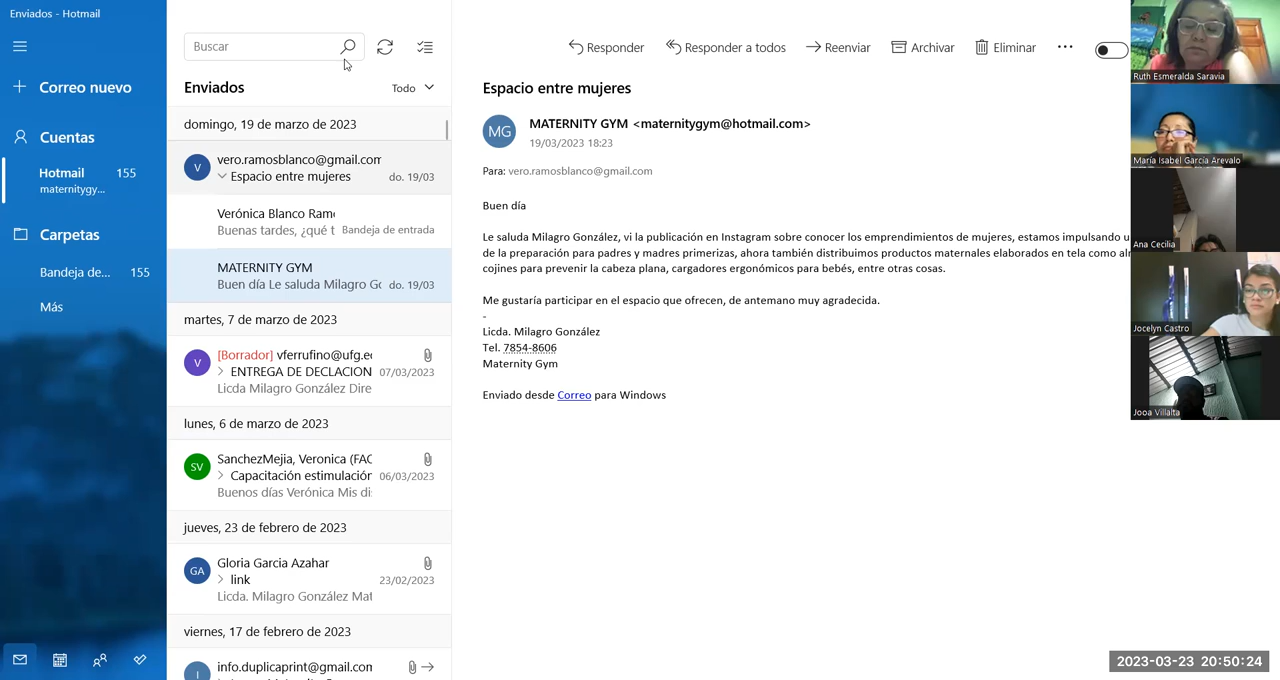 Enviados - Hotmail
Correo nuevo
Cuentas
Hotmail 155
maternitygy...
Carpetas
Bandeja de... 155
Más
Buscar
Enviados Todo
domingo, 19 de marzo de 2023
V vero.ramosblanco@gmail.com
Espacio entre mujeres do. 19/03
Verónica Blanco Ram
Buenas tardes, ¿qué t Bandeja de entrada
MATERNITY GYM
Buen día Le saluda Milagro Go do. 19/03
martes, 7 de marzo de 2023
V [Borrador] vferrufino@ufg.ed
ENTREGA DE DECLACION 07/03/2023
Licda Milagro González Dire
lunes, 6 de marzo de 2023
SV SanchezMejia, Veronica (FAC
Capacitación estimulación 06/03/2023
Buenos días Verónica Mis di
jueves, 23 de febrero de 2023
GA Gloria Garcia Azahar
link 23/02/2023
Licda. Milagro González Mat
viernes, 17 de febrero de 2023
info.duplicaprint@gmail.com
Responder Responder a todos Reenviar Archivar Eliminar ...
Espacio entre mujeres
MG MATERNITY GYM <maternitygym@hotmail.com>
19/03/2023 18:23
Para: vero.ramosblanco@gmail.com
Buen día
Le saluda Milagro González, vi la publicación en Instagram sobre conocer los emprendimientos de mujeres, estamos impulsando u
de la preparación para padres y madres primerizas, ahora también distribuimos productos maternales elaborados en tela como alm
cojines para prevenir la cabeza plana, cargadores ergonómicos para bebés, entre otras cosas.
Me gustaría participar en el espacio que ofrecen, de antemano muy agradecida.
-
Licda. Milagro González
Tel. 7854-8606
Maternity Gym
Enviado desde Correo para Windows
Ruth Esmeralda Saravia
María Isabel García Arevalo
Ana Cecilia
Jocelyn Castro
Jooa Villalta
2023-03-23 20:50:24